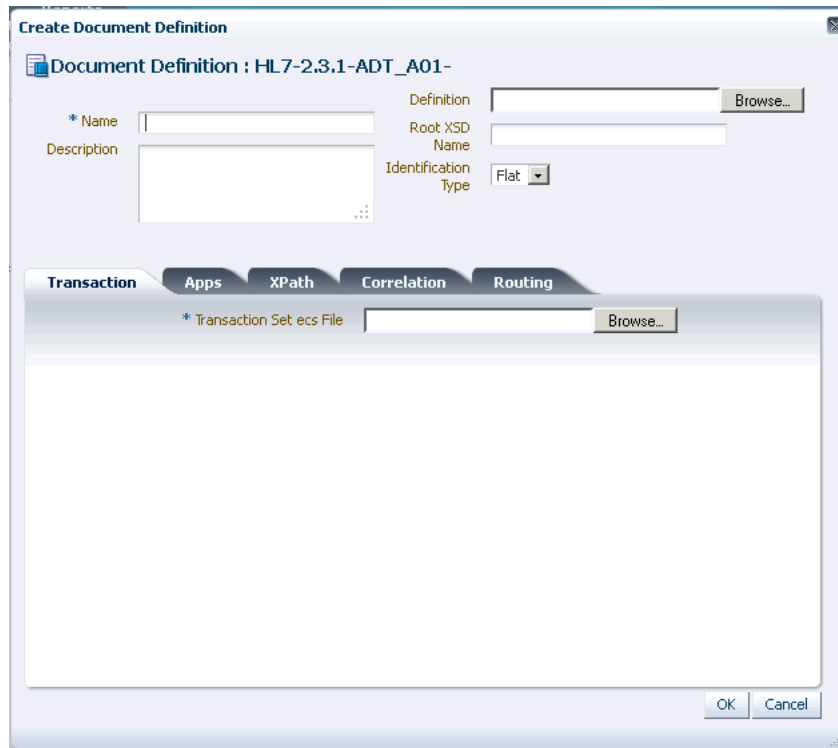 Create Document Definition
Document Definition : HL7-2.3.1-ADT_A01-
* Name
Description
Definition
Browse...
Root XSD
Name
Identification
Type
Flat
Transaction
Apps
XPath
Correlation
Routing
* Transaction Set ecs File
Browse...
OK
Cancel